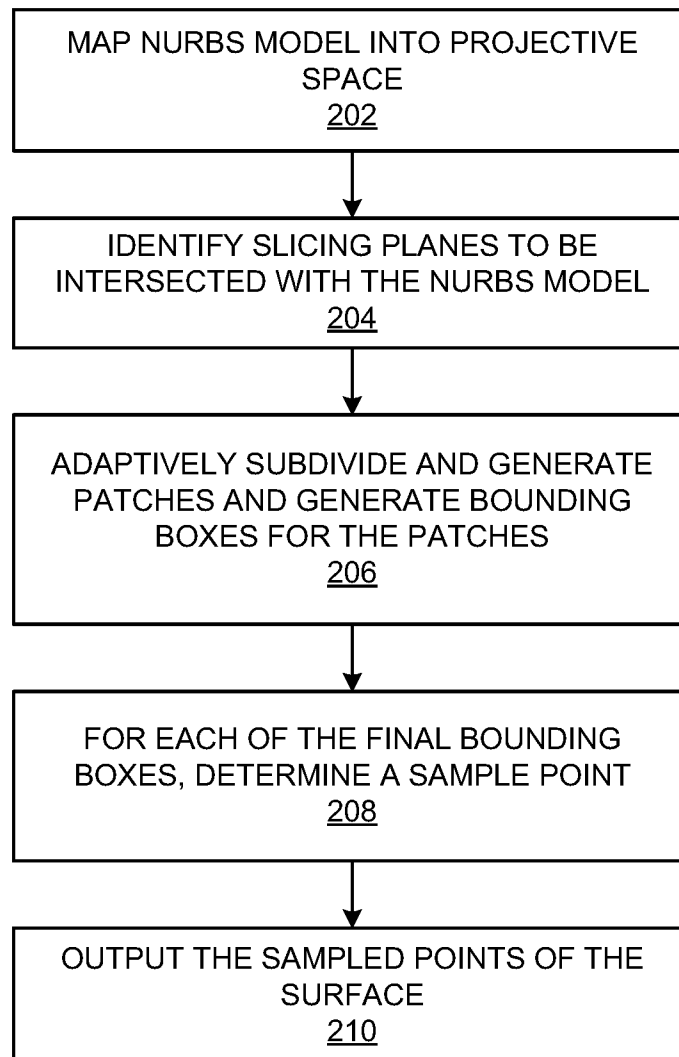 MAP NURBS MODEL INTO PROJECTIVE
SPACE
202
IDENTIFY SLICING PLANES TO BE
INTERSECTED WITH THE NURBS MODEL
204
ADAPTIVELY SUBDIVIDE AND GENERATE
PATCHES AND GENERATE BOUNDING
BOXES FOR THE PATCHES
206
FOR EACH OF THE FINAL BOUNDING
BOXES, DETERMINE A SAMPLE POINT
208
OUTPUT THE SAMPLED POINTS OF THE
SURFACE
210